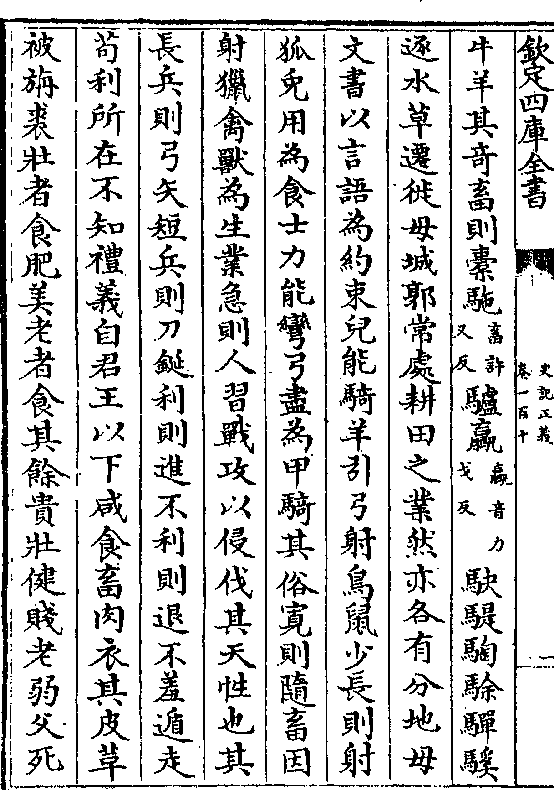 欽定四庫全書
史記正義
卷一百十
一
牛羊其奇畜則橐駞畜許又反驢驘驘音力戈反駃騠騊駼驒騱
逐水草遷徙毋城郭常處耕田之業然亦各有分地毋
文書以言語為約束兒能騎羊引弓射鳥鼠少長則射
狐兎用為食士力能彎弓盡為甲騎其俗寛則隨畜因
射獵禽獸為生業急則人習戰攻以侵伐其天性也其
長兵則弓矢短兵則刀鋋利則進不利則退不羞遁走
茍利所在不知禮義自君王以下咸食畜肉衣其皮草
被旃裘壯者食肥美老者食其餘貴壯健賤老弱父死